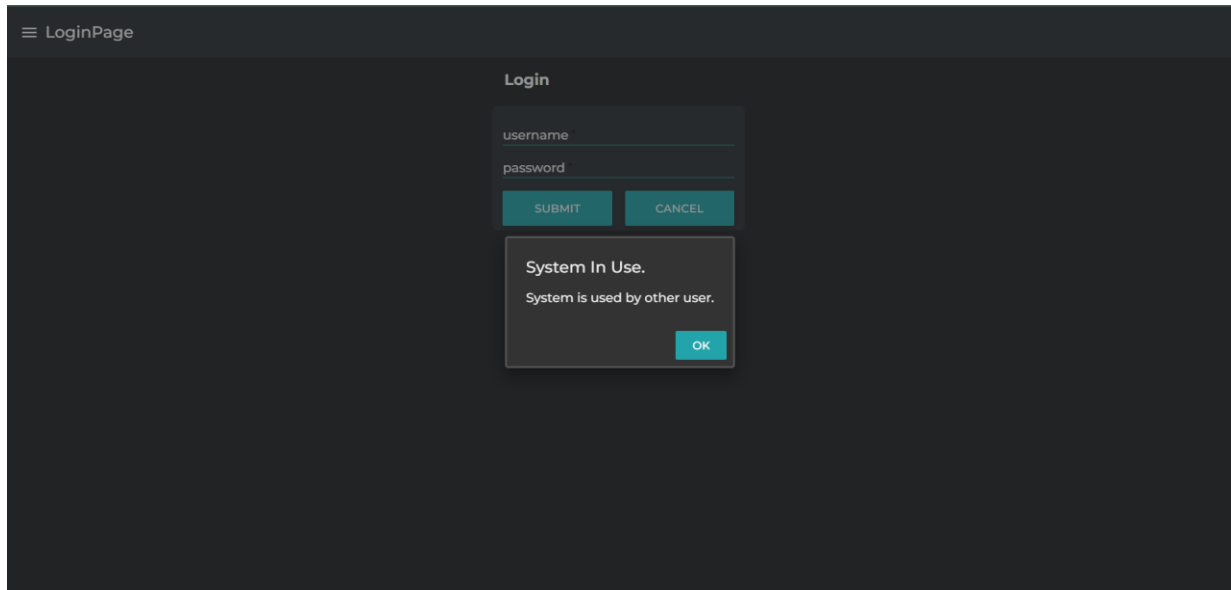 LoginPage
Login
username
password
SUBMIT CANCEL
System In Use.
System is used by other user.
OK